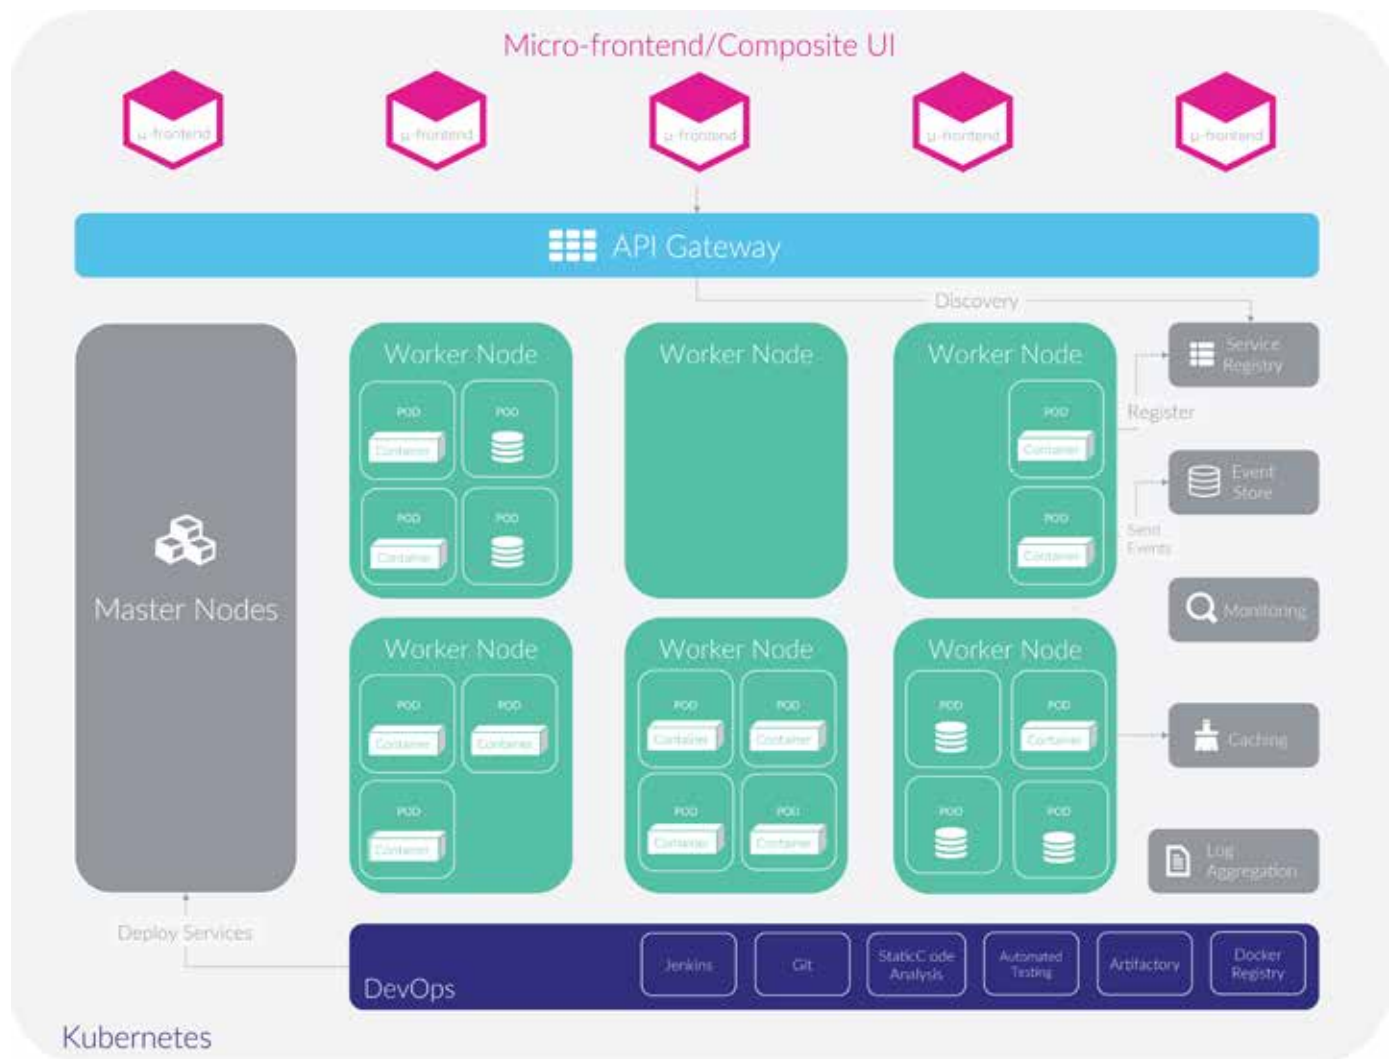 Micro-frontend/Composite UI
μ-frontend
μ-frontend
μ-frontend
μ-frontend
μ-frontend
API Gateway
Discovery
Master Nodes
Worker Node
POD
Container
POD
POD
Container
POD
Worker Node
Worker Node
POD
Container
POD
Container
Register
Send
Events
Service
Registry
Event
Store
Monitoring
Caching
Log
Aggregation
Worker Node
POD
Container
POD
Container
POD
Container
Worker Node
POD
Container
POD
Container
POD
Container
POD
Container
Worker Node
POD
POD
Container
POD
POD
Deploy Services
DevOps
Jenkins
Git
StaticC ode
Analysis
Automated
Testing
Artifactory
Docker
Registry
Kubernetes